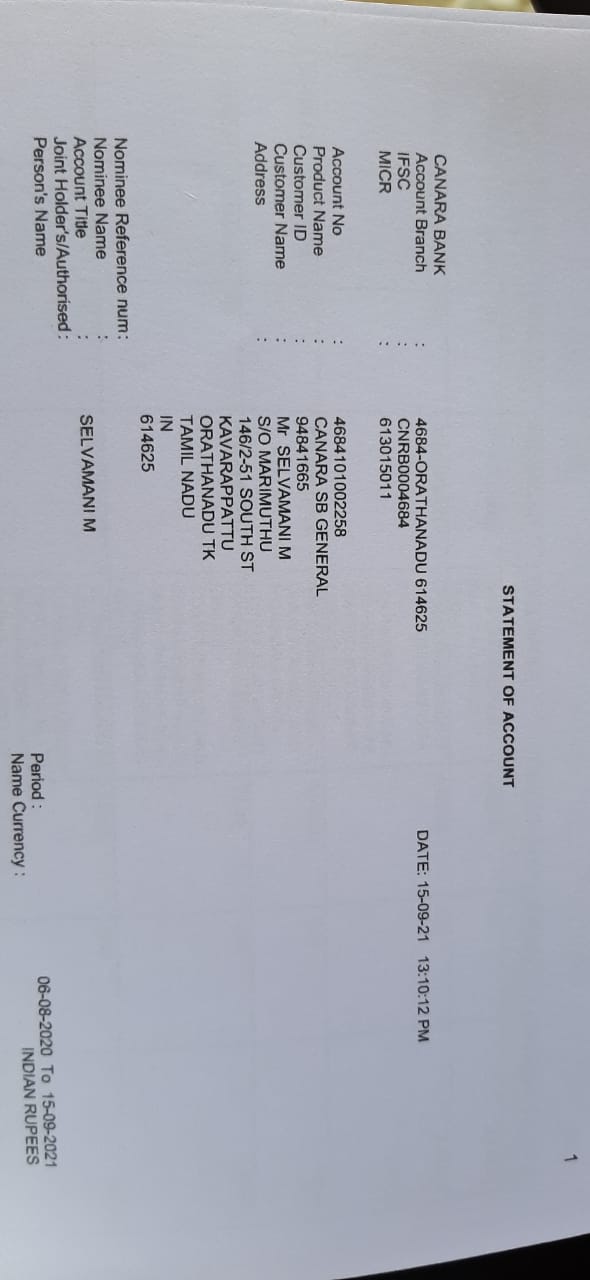 1
STATEMENT OF ACCOUNT
CANARA BANK
Account Branch : 4684-ORATHANADU 614625 DATE: 15-09-21 13:10:12 PM
IFSC : CNRB0004684
MICR : 613015011
Account No : 4684101002258
Product Name : CANARA SB GENERAL
Customer ID : 94841665
Customer Name : Mr SELVAMANI M
Address : S/O MARIMUTHU
146/2-51 SOUTH ST
KAVARAPPATTU
ORATHANADU TK
TAMIL NADU
IN
614625
Nominee Reference num:
Nominee Name :
Account Title : SELVAMANI M
Joint Holder's/Authorised :
Person's Name
Period : 06-08-2020 To 15-09-2021
Name Currency : INDIAN RUPEES